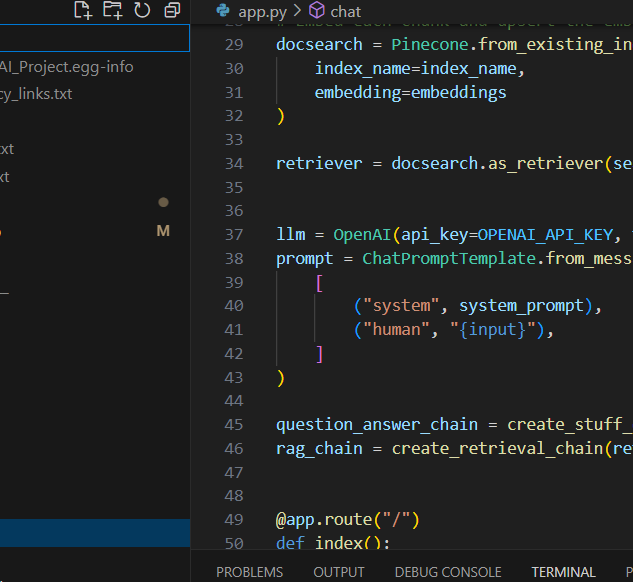 app.py > chat
AI_Project.egg-info
cy_links.txt
xt
xt
M
29 docsearch = Pinecone.from_existing_in
30 index_name=index_name,
31 embedding=embeddings
32 )
33
34 retriever = docsearch.as_retriever(se
35
36
37 llm = OpenAI(api_key=OPENAI_API_KEY,
38 prompt = ChatPromptTemplate.from_mess
39 [
40 ("system", system_prompt),
41 ("human", "{input}"),
42 ]
43 )
44
45 question_answer_chain = create_stuff_
46 rag_chain = create_retrieval_chain(re
47
48
49 @app.route("/")
50 def index():
PROBLEMS OUTPUT DEBUG CONSOLE TERMINAL P